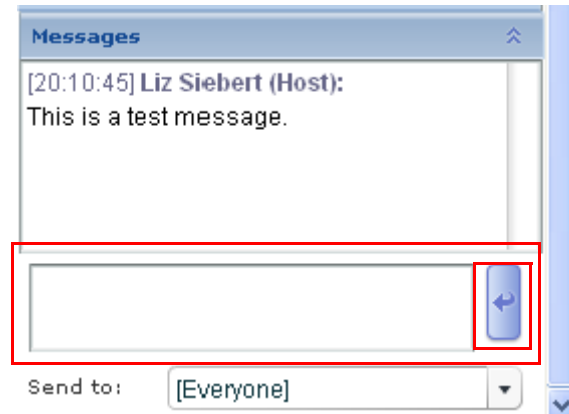 Messages
[20:10:45] Liz Siebert (Host):
This is a test message.
Send to: [Everyone]